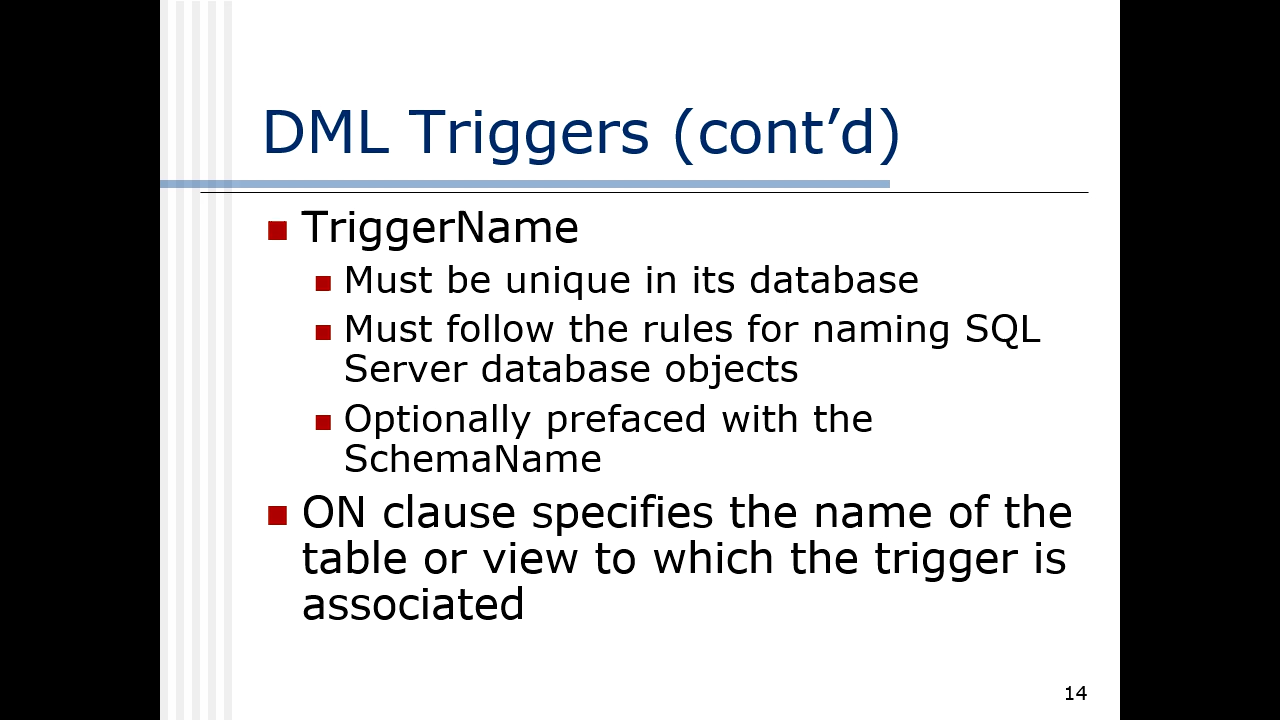 DML Triggers (cont’d)
TriggerName
Must be unique in its database
Must follow the rules for naming SQL
Server database objects
Optionally prefaced with the
SchemaName
ON clause specifies the name of the
table or view to which the trigger is
associated
14